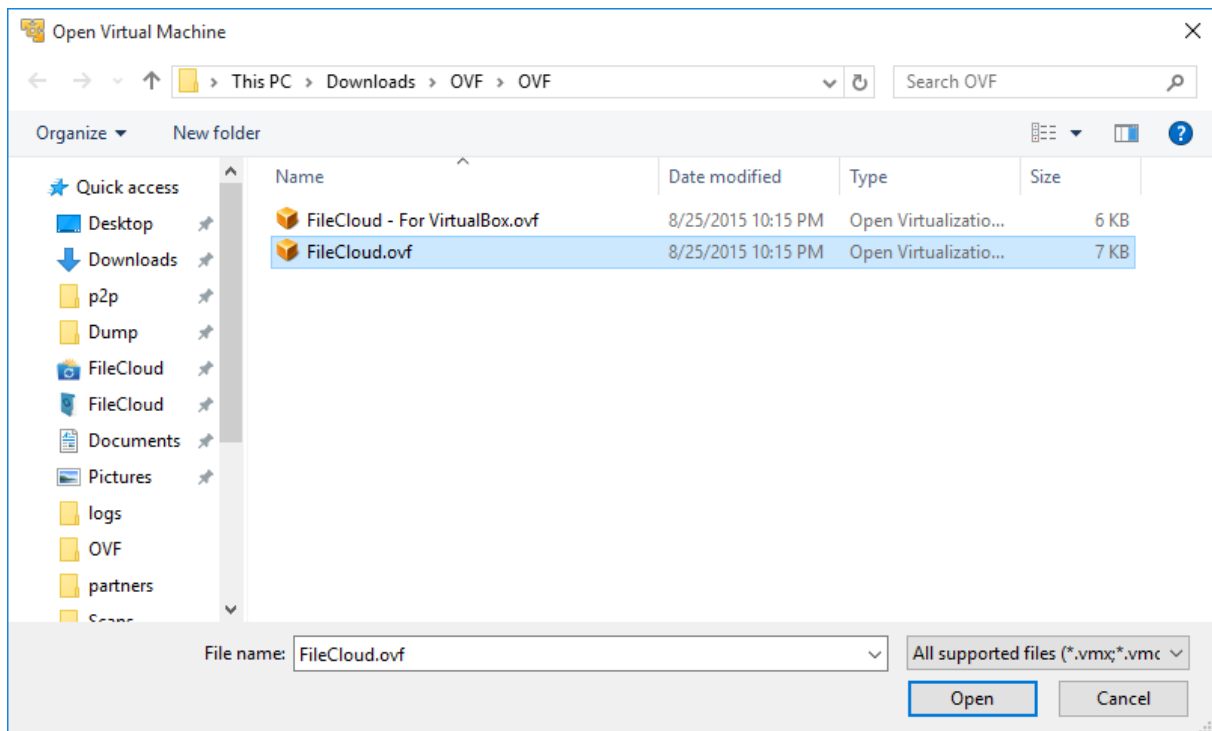 Open Virtual Machine
This PC > Downloads > OVF > OVF
Search OVF
Organize
New folder
?
Quick access
Desktop
Downloads
p2p
Dump
FileCloud
FileCloud
Documents
Pictures
logs
OVF
partners
Scans
Name Date modified Type Size
FileCloud - For VirtualBox.ovf 8/25/2015 10:15 PM Open Virtualizatio... 6 KB
FileCloud.ovf 8/25/2015 10:15 PM Open Virtualizatio... 7 KB
File name: FileCloud.ovf
All supported files (*.vmx;*.vmc
Open
Cancel